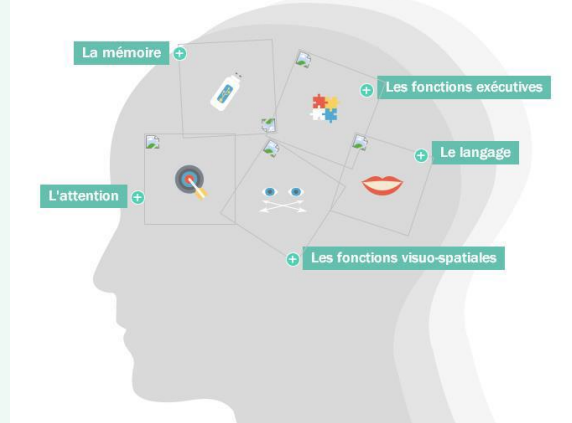 La mémoire
Les fonctions exécutives
Le langage
L'attention
Les fonctions visuo-spatiales